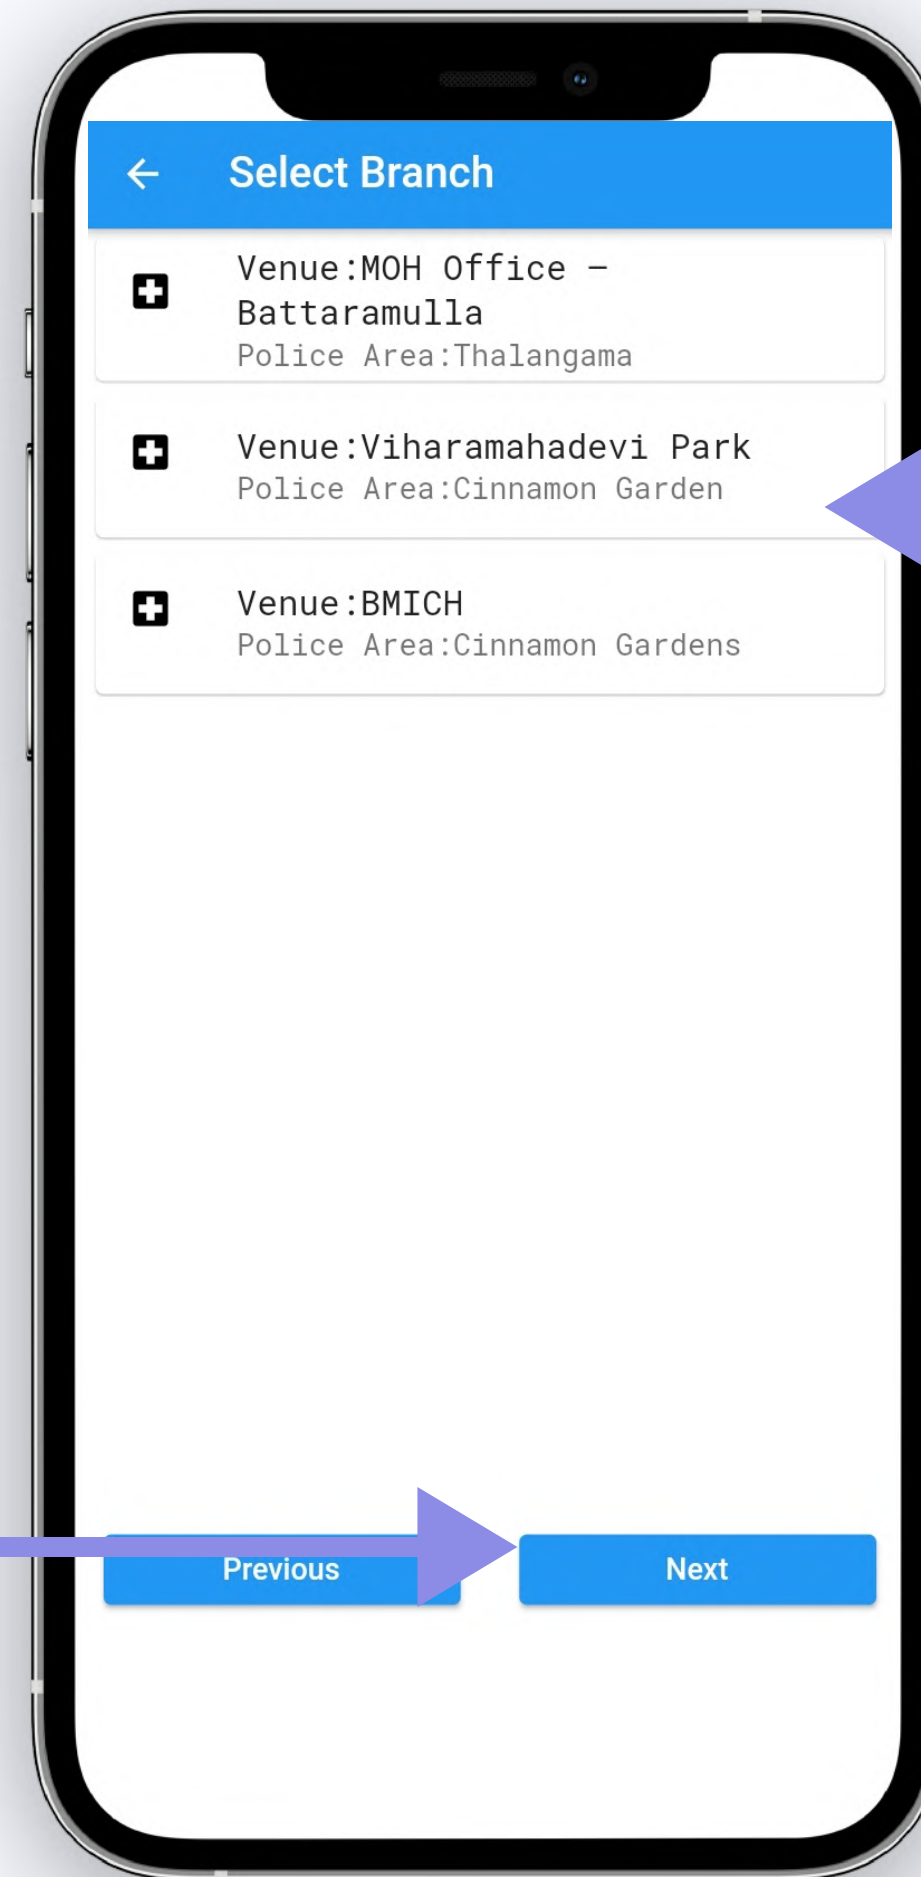 Select Branch
Venue:MOH Office –
Battaramulla
Police Area:Thalangama
Venue:Viharamahadevi Park
Police Area:Cinnamon Garden
Venue:BMICH
Police Area:Cinnamon Gardens
Previous
Next